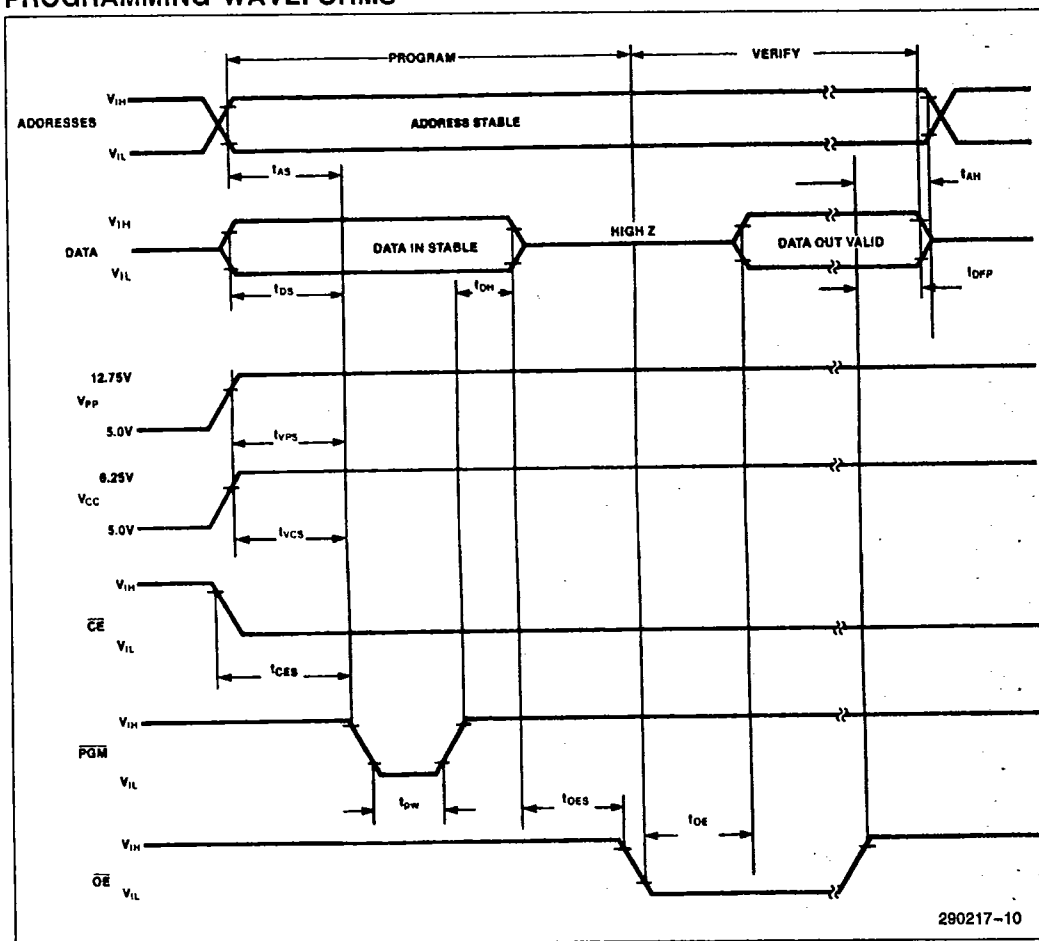 PROGRAMMING WAVEFORMS
PROGRAM
VERIFY
VIH
ADDRESSES
ADDRESS STABLE
VIL
tAS
tAH
VIH
DATA
DATA IN STABLE
HIGH Z
DATA OUT VALID
VIL
tDS
tDH
tDFP
12.75V
VPP
5.0V
tVPS
6.25V
VCC
5.0V
tVCS
VIH
CE
VIL
tCES
VIH
PGM
VIL
tPW
tOES
tOE
VIH
OE
VIL
290217-10